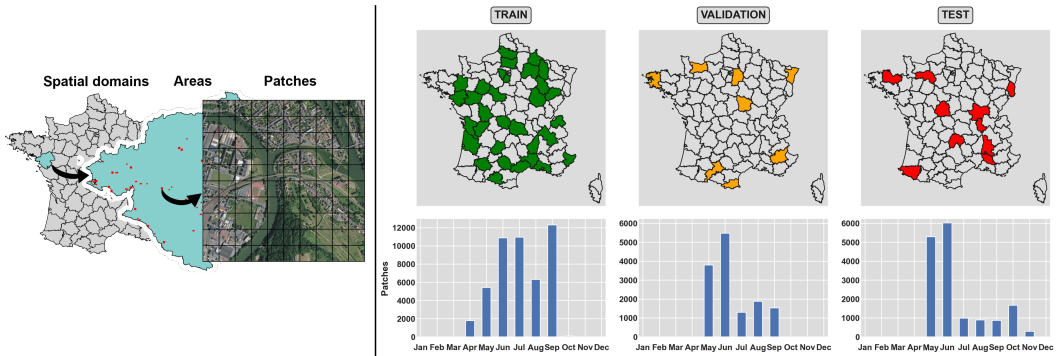 Spatial domains Areas Patches
TRAIN
VALIDATION
TEST
Patches
12000
10000
8000
6000
4000
2000
0
Jan Feb Mar Apr May Jun Jul Aug Sep Oct Nov Dec
6000
5000
4000
3000
2000
1000
0
Jan Feb Mar Apr May Jun Jul Aug Sep Oct Nov Dec
6000
5000
4000
3000
2000
1000
0
Jan Feb Mar Apr May Jun Jul Aug Sep Oct Nov Dec